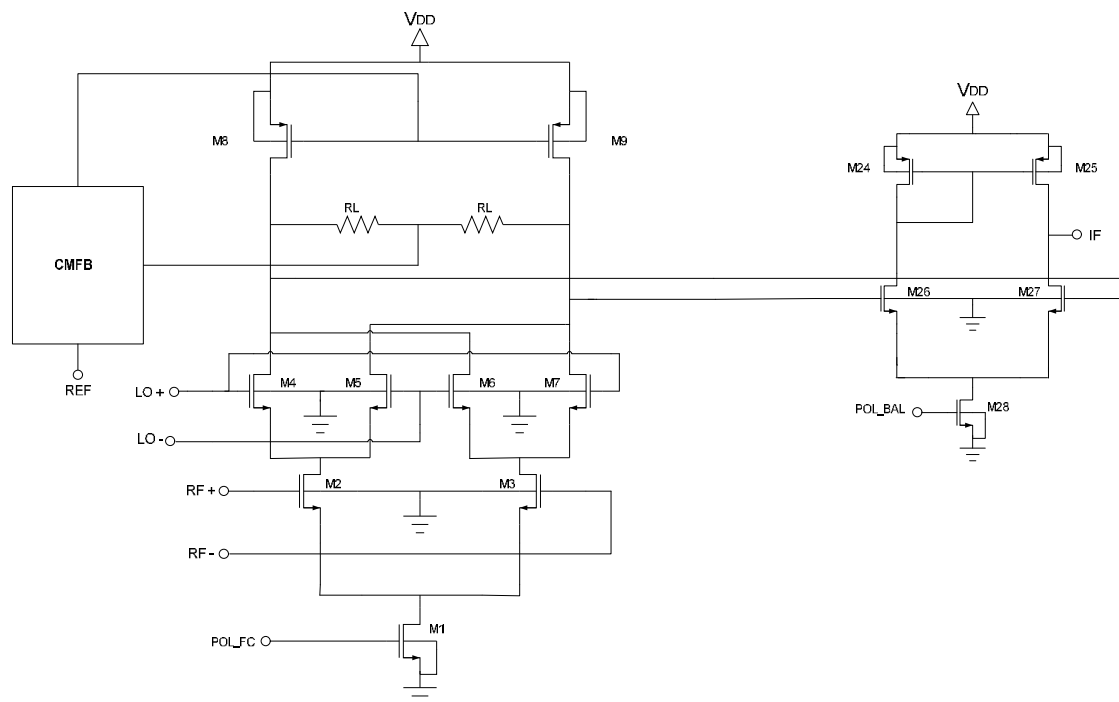 VDD
VDD
M8
M9
M24
M25
RL
RL
IF
CMFB
M26
M27
REF
LO+
M4
M5
M6
M7
POL_BAL
M28
LO-
RF+
M2
M3
RF-
M1
POL_FC